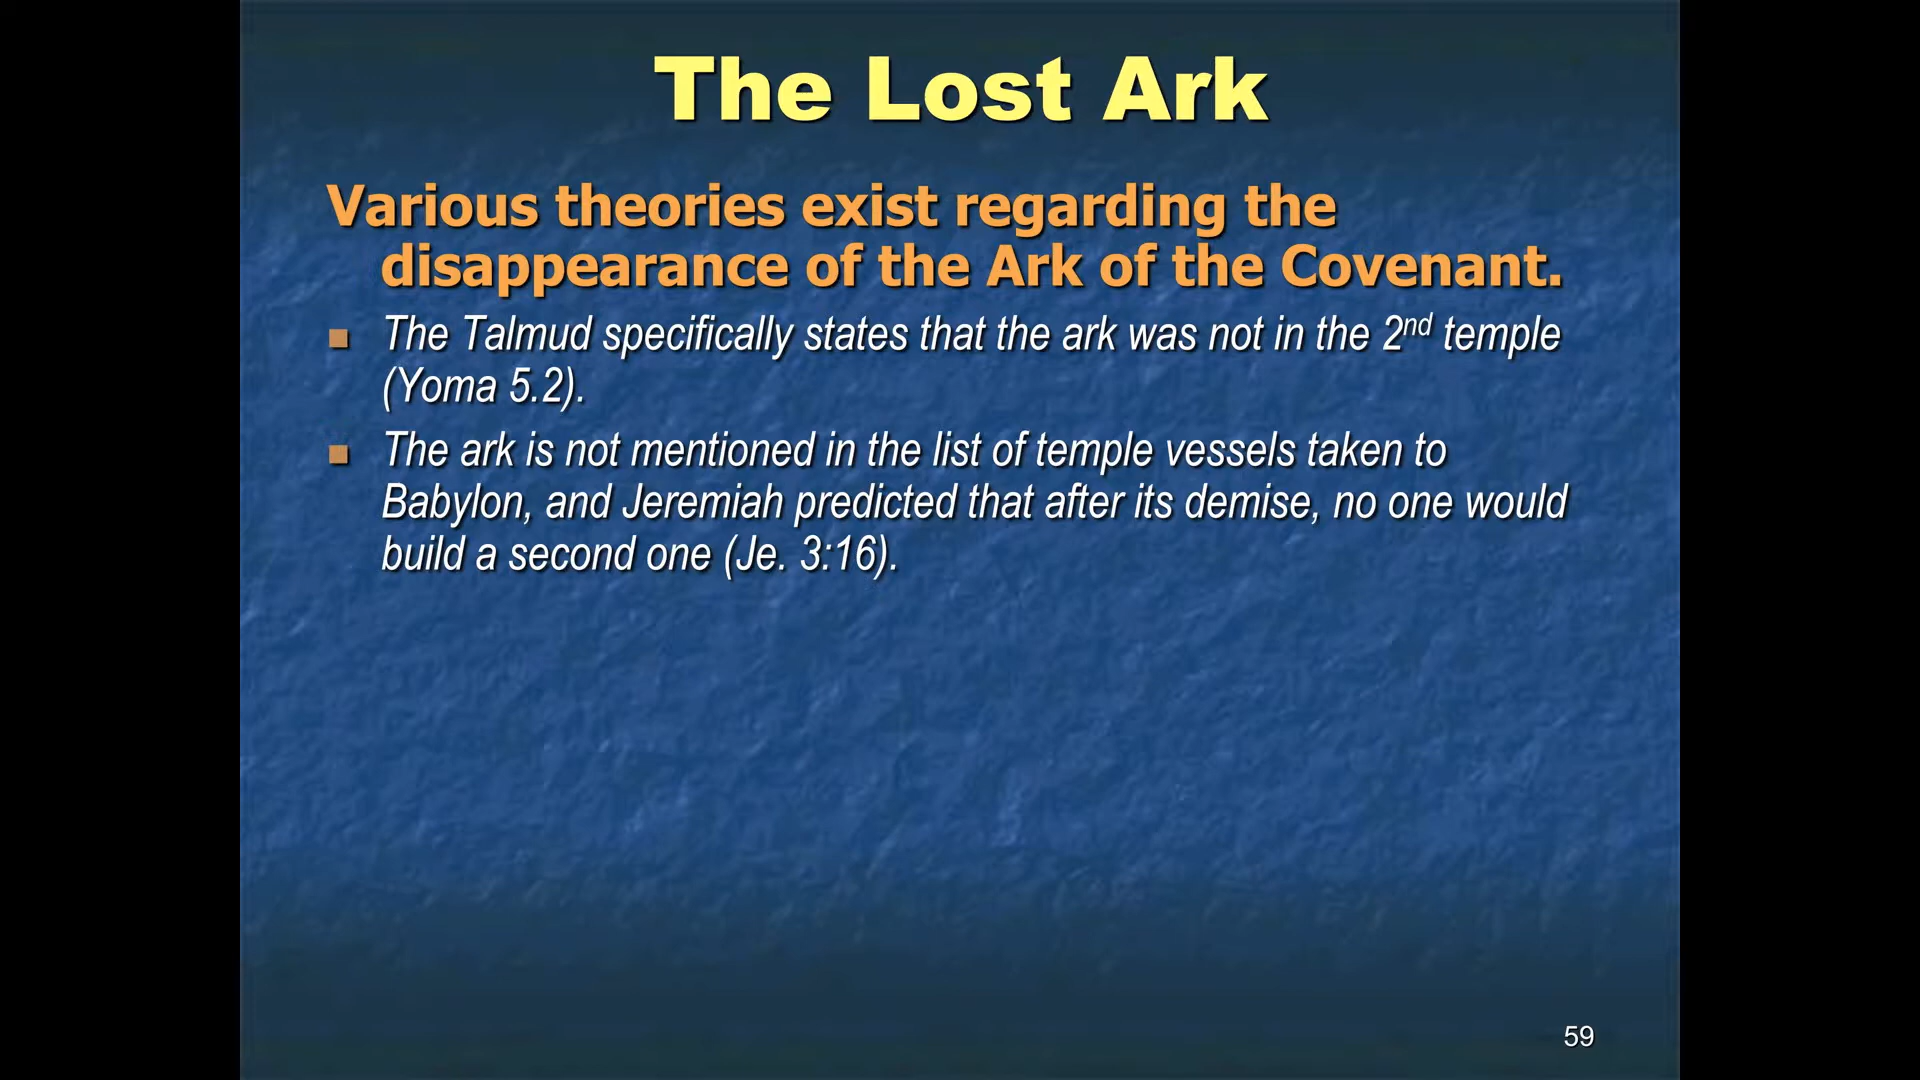 The Lost Ark
Various theories exist regarding the
disappearance of the Ark of the Covenant.
The Talmud specifically states that the ark was not in the 2nd temple
(Yoma 5.2).
The ark is not mentioned in the list of temple vessels taken to
Babylon, and Jeremiah predicted that after its demise, no one would
build a second one (Je. 3:16).
59